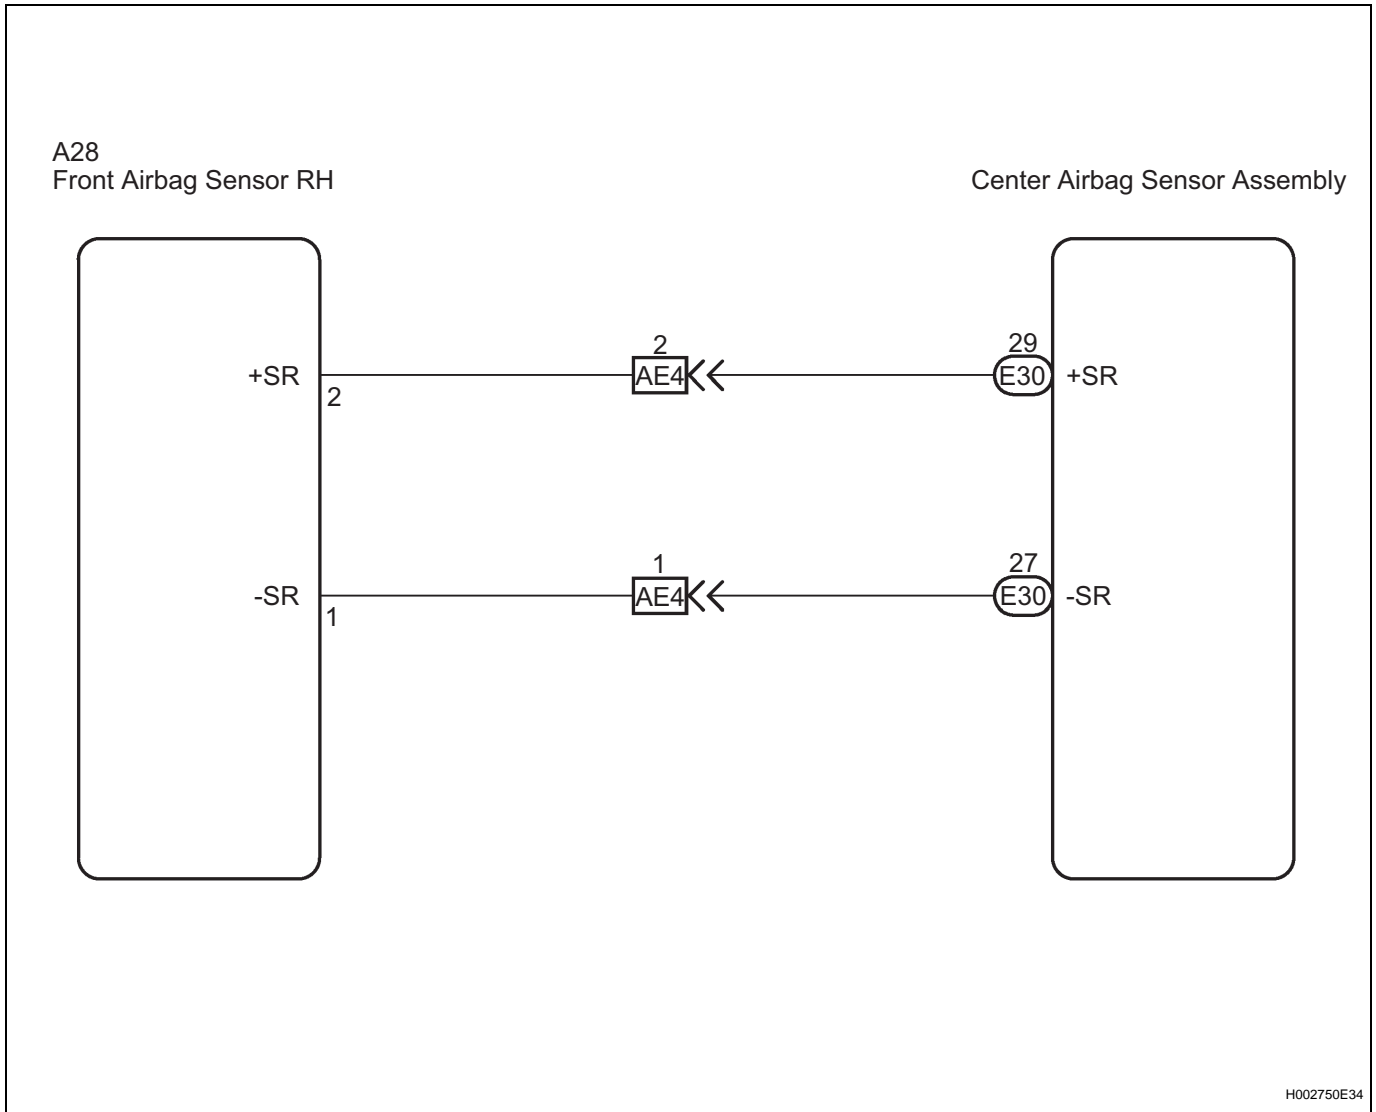 A28
Front Airbag Sensor RH
Center Airbag Sensor Assembly
+SR
2
2
AE4
29
E30
+SR
-SR
1
1
AE4
27
E30
-SR
H002750E34